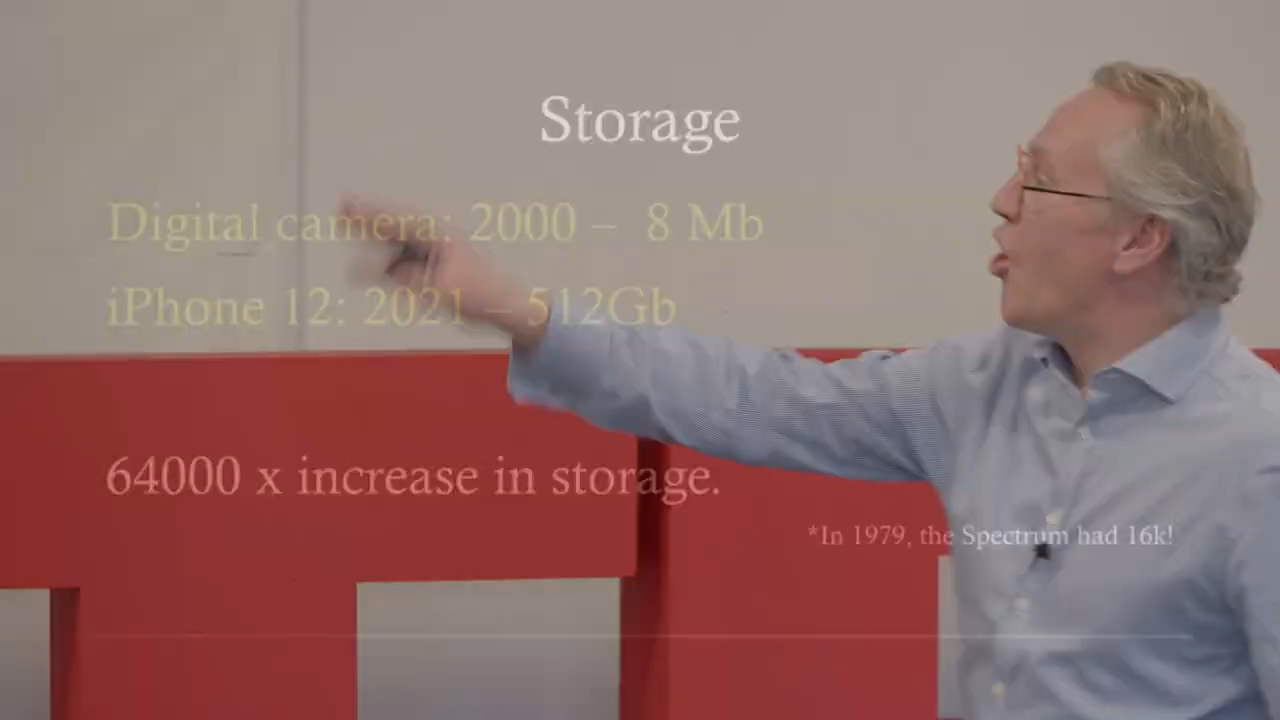 Storage
Digital camera: 2000 – 8 Mb
iPhone 12: 2021 – 512Gb
64000 x increase in storage.
*In 1979, the Spectrum had 16k!